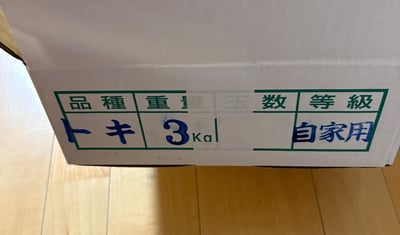 品種 重量 玉数 等級
トキ 3Kg 自家用